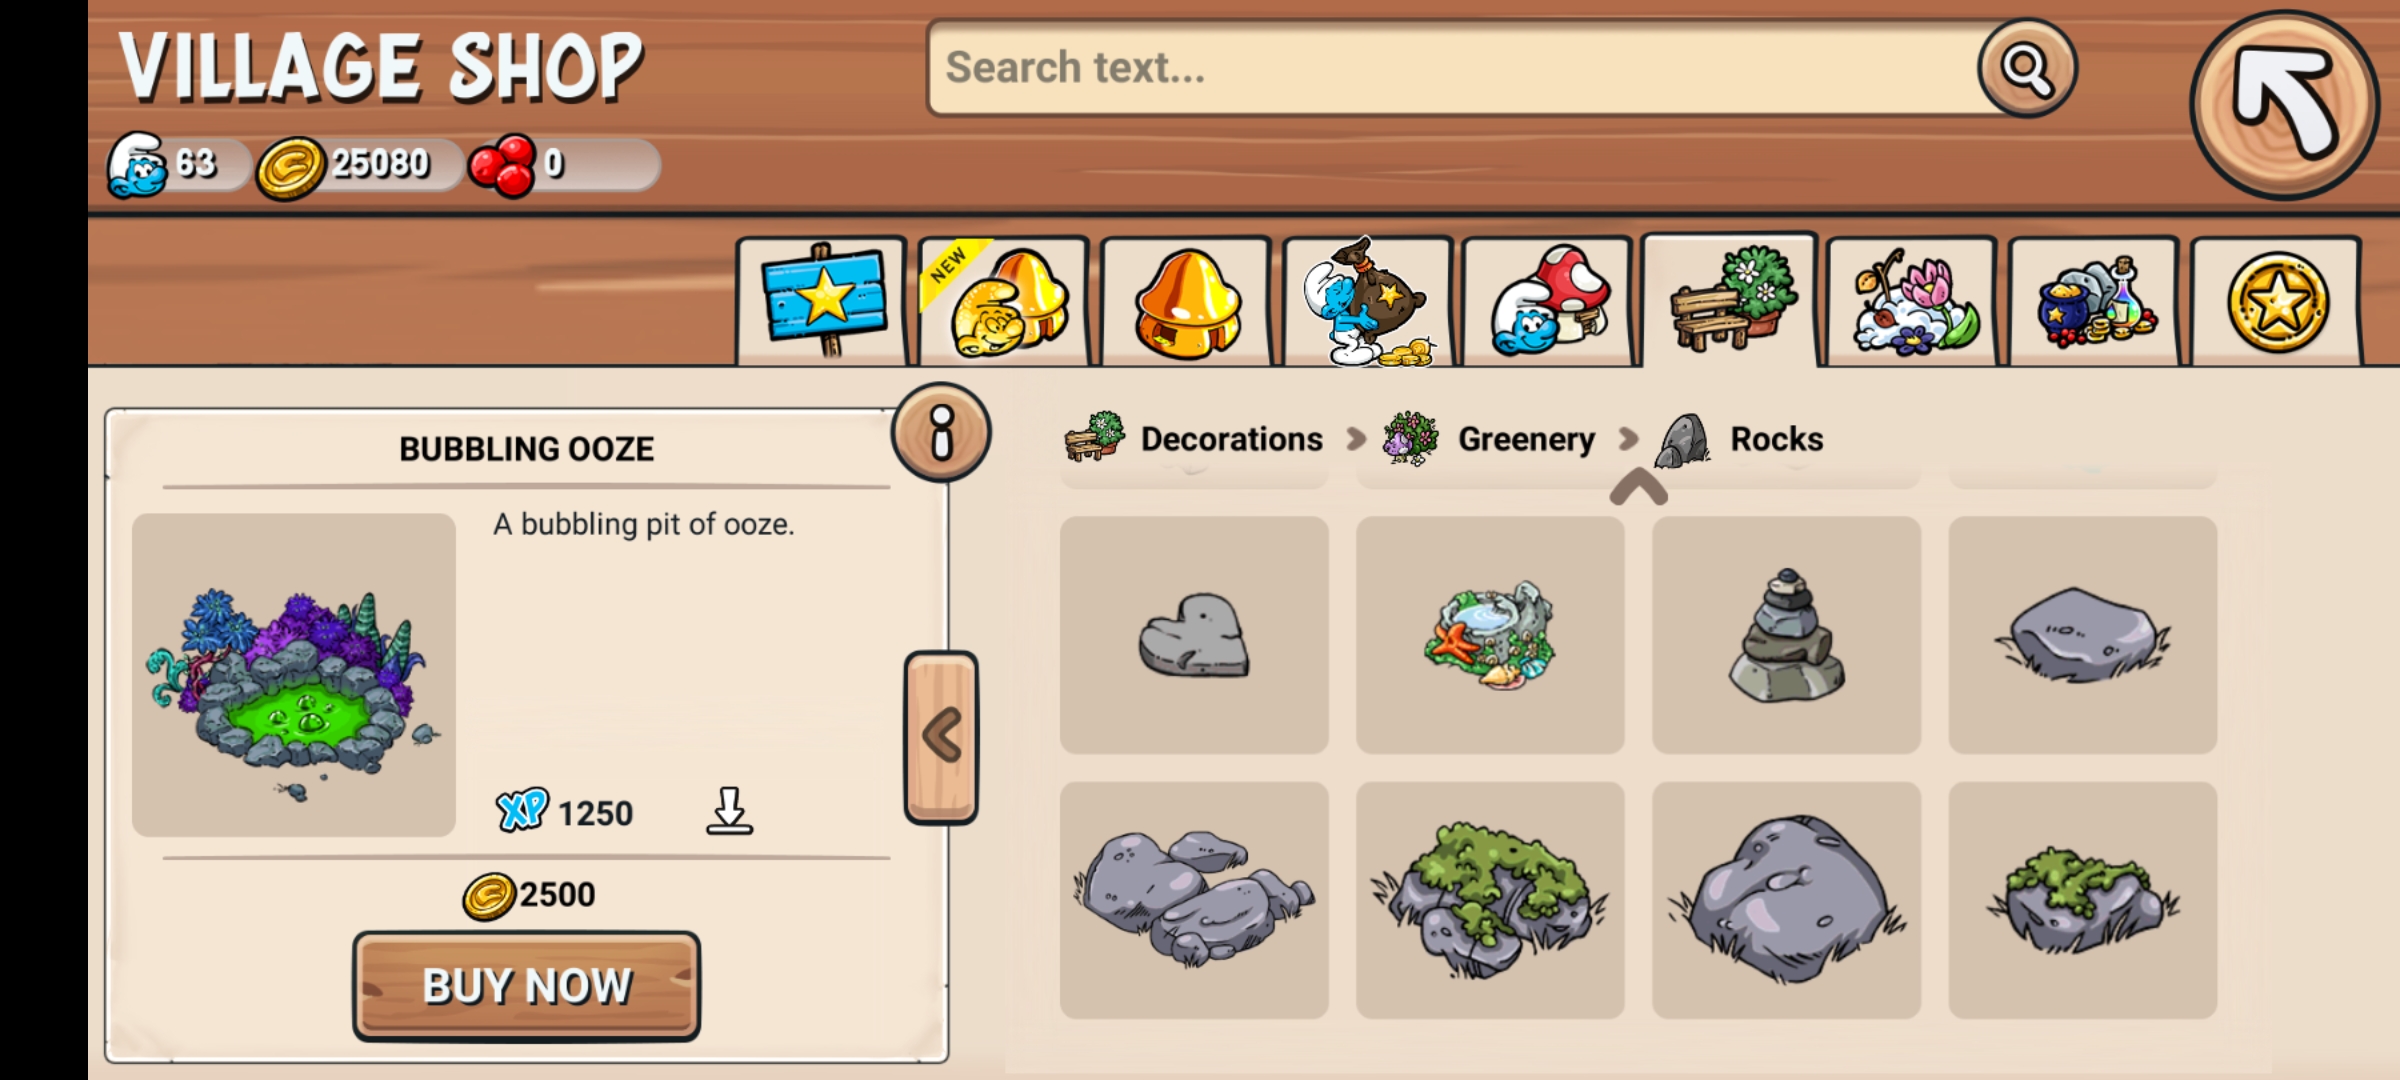 VILLAGE SHOP
Search text...
63
25080
0
NEW
BUBBLING OOZE
Decorations
Greenery
Rocks
A bubbling pit of ooze.
XP 1250
2500
BUY NOW